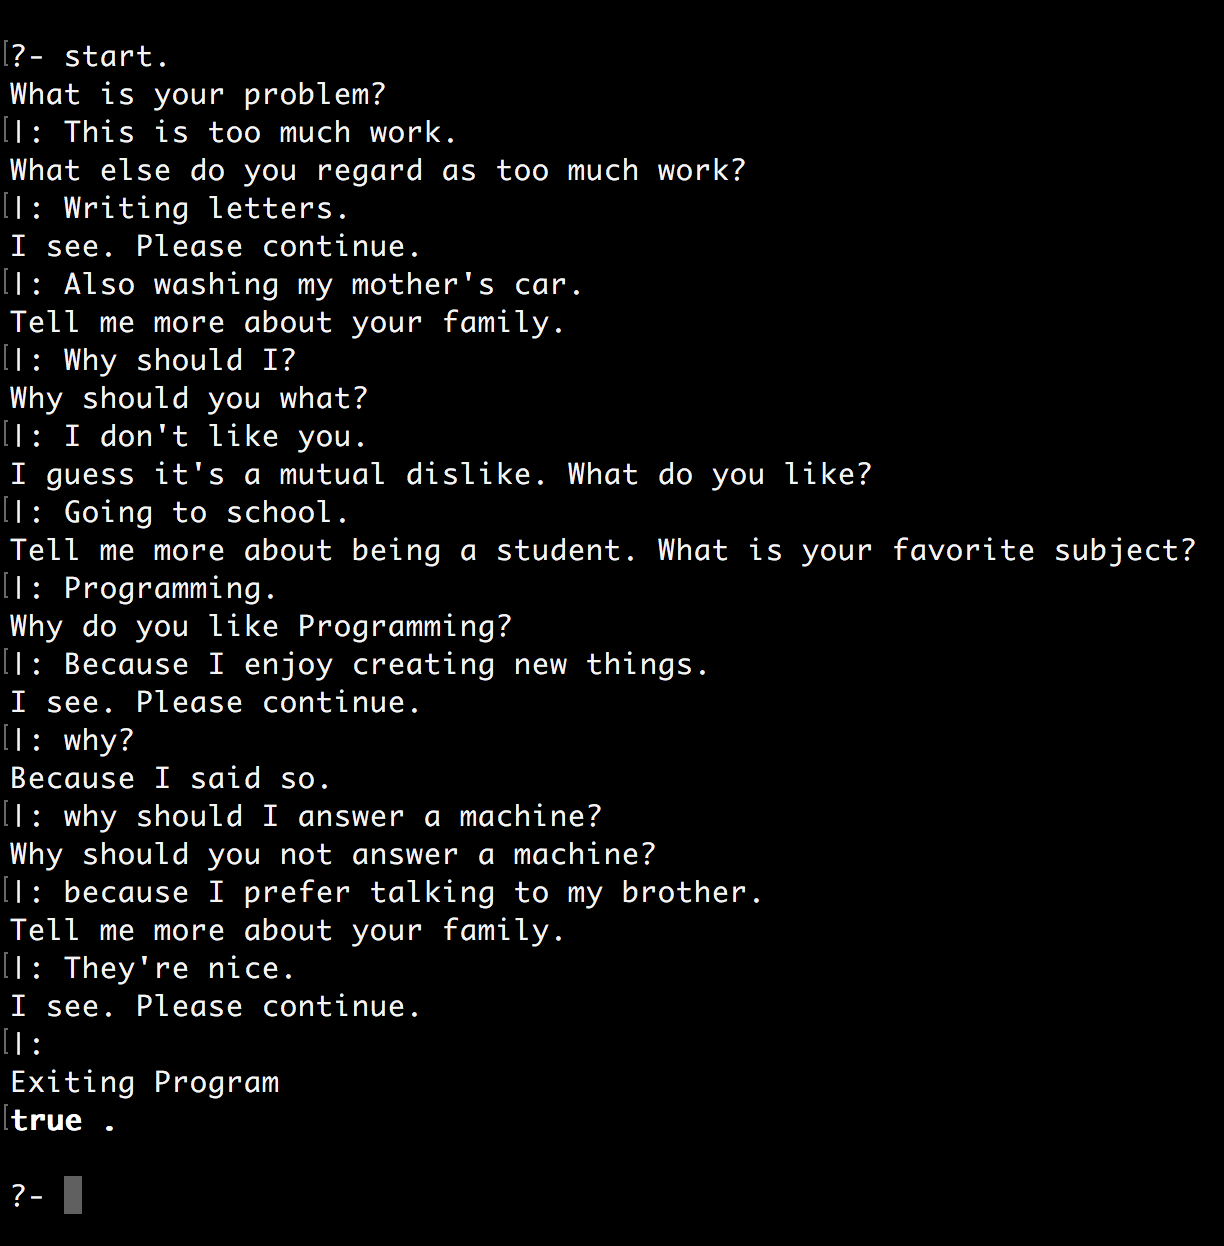 ?- start.
What is your problem?
|: This is too much work.
What else do you regard as too much work?
|: Writing letters.
I see. Please continue.
|: Also washing my mother's car.
Tell me more about your family.
|: Why should I?
Why should you what?
|: I don't like you.
I guess it's a mutual dislike. What do you like?
|: Going to school.
Tell me more about being a student. What is your favorite subject?
|: Programming.
Why do you like Programming?
|: Because I enjoy creating new things.
I see. Please continue.
|: why?
Because I said so.
|: why should I answer a machine?
Why should you not answer a machine?
|: because I prefer talking to my brother.
Tell me more about your family.
|: They're nice.
I see. Please continue.
|:
Exiting Program
true .
?-